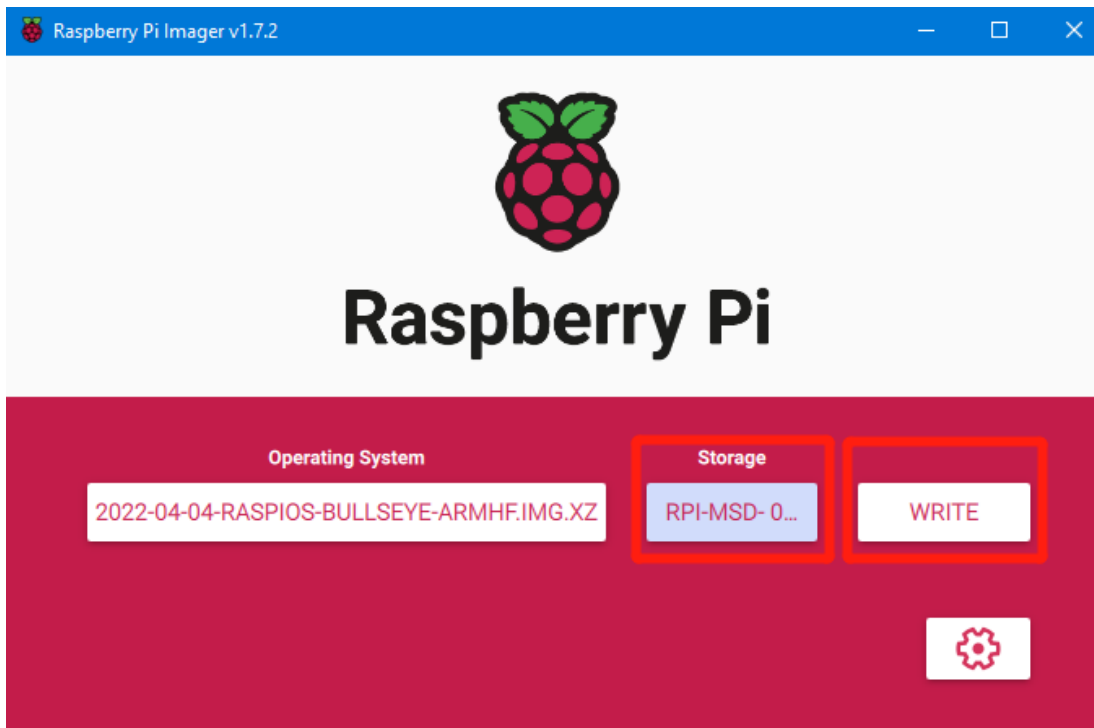 Raspberry Pi Imager v1.7.2
Raspberry Pi
Operating System
Storage
2022-04-04-RASPIOS-BULLSEYE-ARMHF.IMG.XZ
RPI-MSD- 0...
WRITE